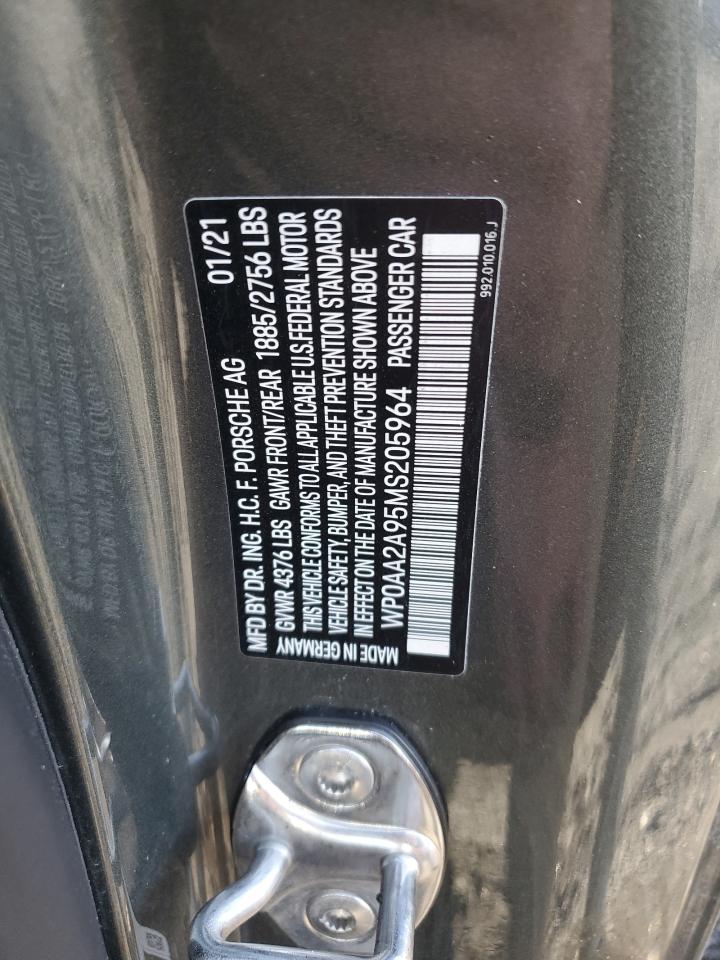 MFD BY DR. ING. H.C. F. PORSCHE AG 01/21
GVWR 4376 LBS GAWR FRONT/REAR 1885/2756 LBS
THIS VEHICLE CONFORMS TO ALL APPLICABLE U.S. FEDERAL MOTOR
VEHICLE SAFETY, BUMPER, AND THEFT PREVENTION STANDARDS
IN EFFECT ON THE DATE OF MANUFACTURE SHOWN ABOVE
WP0AA2A95MS205964 PASSENGER CAR
MADE IN GERMANY
992.010.016.J